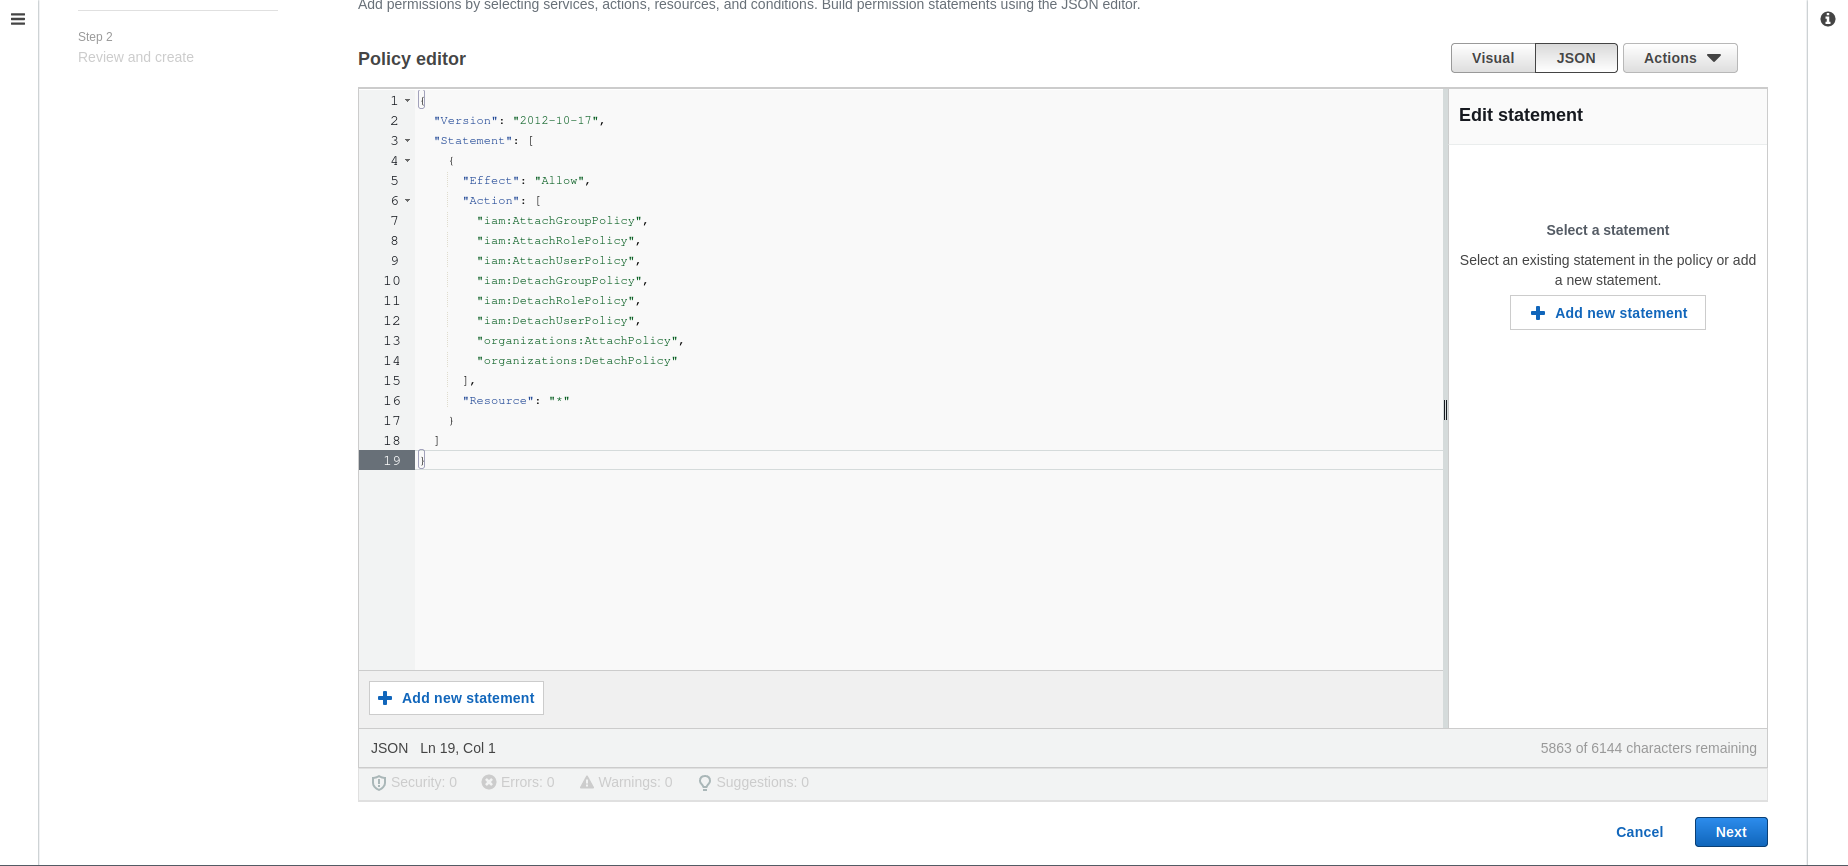 Add permissions by selecting services, actions, resources, and conditions. Build permission statements using the JSON editor.
Step 2
Review and create
Policy editor
Visual
JSON
Actions
1 {
2 "Version": "2012-10-17",
3 "Statement": [
4 {
5 "Effect": "Allow",
6 "Action": [
7 "iam:AttachGroupPolicy",
8 "iam:AttachRolePolicy",
9 "iam:AttachUserPolicy",
10 "iam:DetachGroupPolicy",
11 "iam:DetachRolePolicy",
12 "iam:DetachUserPolicy",
13 "organizations:AttachPolicy",
14 "organizations:DetachPolicy"
15 ],
16 "Resource": "*"
17 }
18 ]
19 }
Add new statement
Edit statement
Select a statement
Select an existing statement in the policy or add
a new statement.
Add new statement
JSON Ln 19, Col 1
5863 of 6144 characters remaining
Security: 0
Errors: 0
Warnings: 0
Suggestions: 0
Cancel
Next